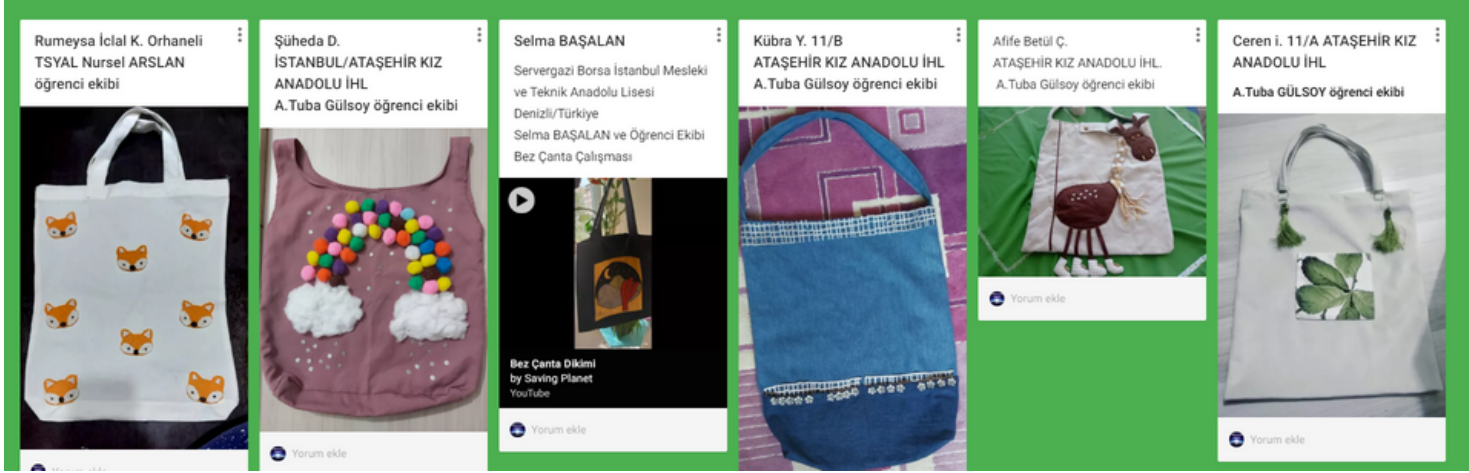 Rumeysa İclal K. Orhaneli
TSYAL Nursel ARSLAN
öğrenci ekibi
Yorum ekle
Şüheda D.
İSTANBUL/ATAŞEHİR KIZ
ANADOLU İHL
A.Tuba Gülsoy öğrenci ekibi
Yorum ekle
Selma BAŞALAN
Servergazi Borsa İstanbul Mesleki
ve Teknik Anadolu Lisesi
Denizli/Türkiye
Selma BAŞALAN ve Öğrenci Ekibi
Bez Çanta Çalışması
Bez Çanta Dikimi
by Saving Planet
YouTube
Yorum ekle
Kübra Y. 11/B
ATAŞEHİR KIZ ANADOLU İHL
A.Tuba Gülsoy öğrenci ekibi
Afife Betül Ç.
ATAŞEHİR KIZ ANADOLU İHL.
A.Tuba Gülsoy öğrenci ekibi
Yorum ekle
Ceren i. 11/A ATAŞEHİR KIZ
ANADOLU İHL
A.Tuba GÜLSOY öğrenci ekibi
Yorum ekle